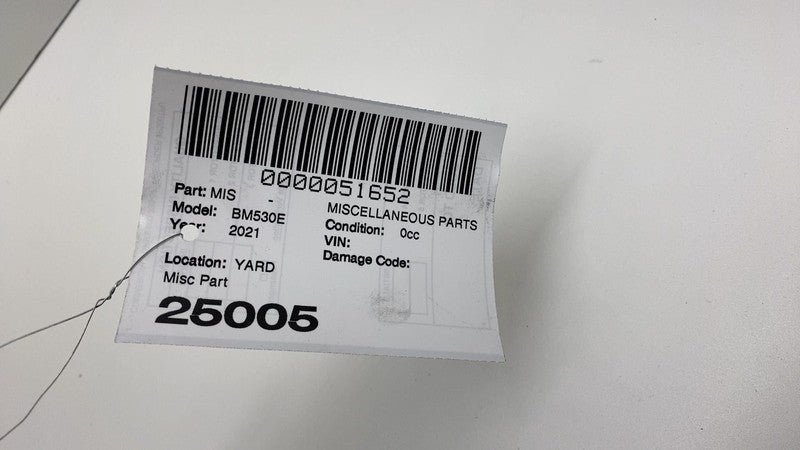 0000051652
Part: MIS -
MISCELLANEOUS PARTS
Model: BM530E
Condition: 0cc
Year: 2021
VIN:
Damage Code:
Location: YARD
Misc Part
25005